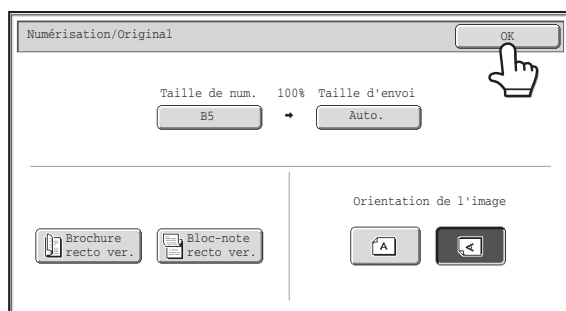 Numérisation/Original
OK
Taille de num. 100% Taille d'envoi
B5
Auto.
Orientation de l'image
Brochure
recto ver.
Bloc-note
recto ver.
A
A